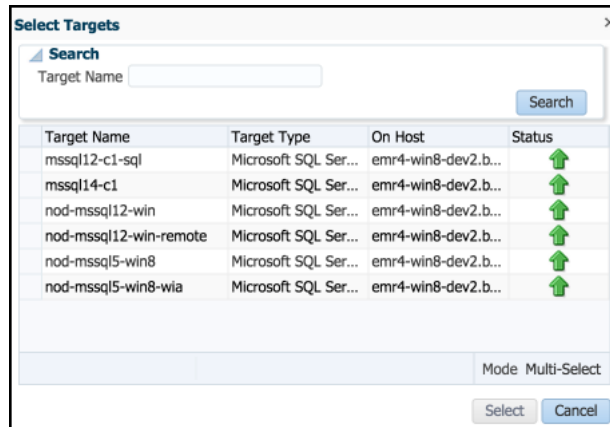 Select Targets
Search
Target Name
Search
Target Name Target Type On Host Status
mssql12-c1-sql Microsoft SQL Ser... emr4-win8-dev2.b...
mssql14-c1 Microsoft SQL Ser... emr4-win8-dev2.b...
nod-mssql12-win Microsoft SQL Ser... emr4-win8-dev2.b...
nod-mssql12-win-remote Microsoft SQL Ser... emr4-win8-dev2.b...
nod-mssql5-win8 Microsoft SQL Ser... emr4-win8-dev2.b...
nod-mssql5-win8-wia Microsoft SQL Ser... emr4-win8-dev2.b...
Mode Multi-Select
Select Cancel